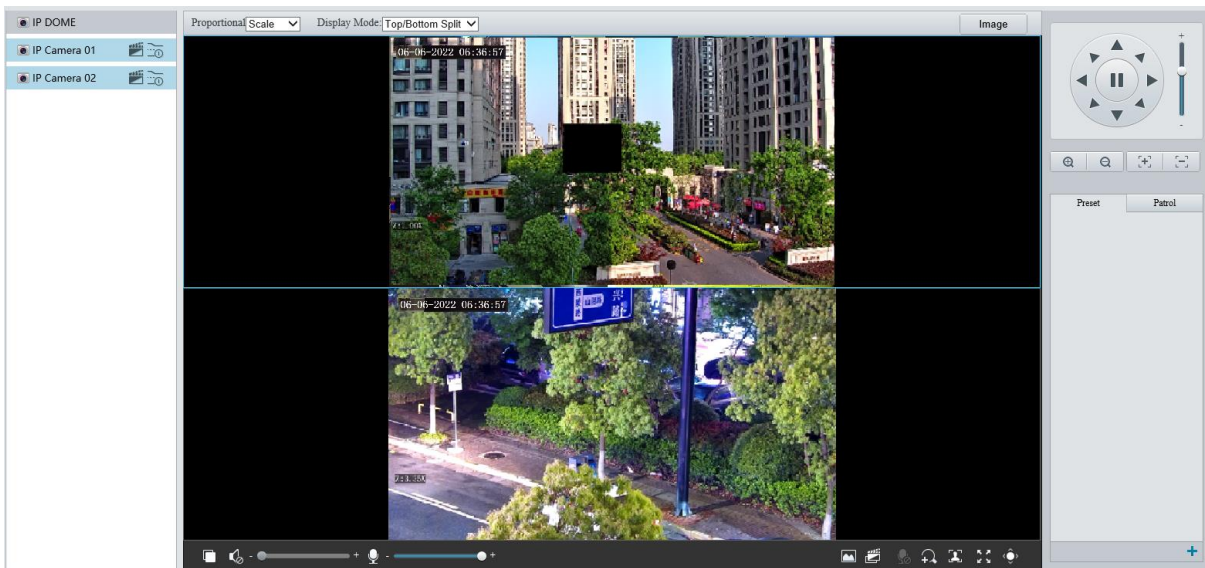 IP DOME
IP Camera 01
IP Camera 02
Proportional Scale Display Mode: Top/Bottom Split Image
06-06-2022 06:36:57
06-06-2022 06:36:57
Preset Patrol